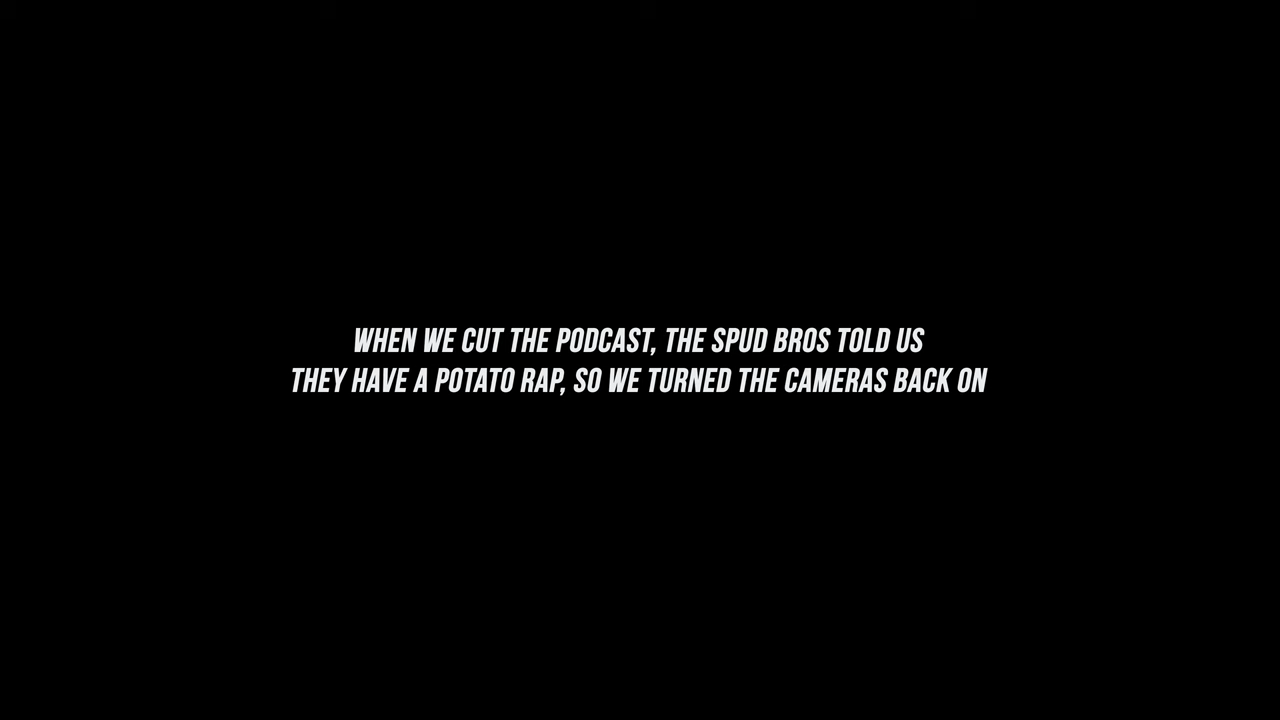 WHEN WE CUT THE PODCAST, THE SPUD BROS TOLD US
THEY HAVE A POTATO RAP, SO WE TURNED THE CAMERAS BACK ON